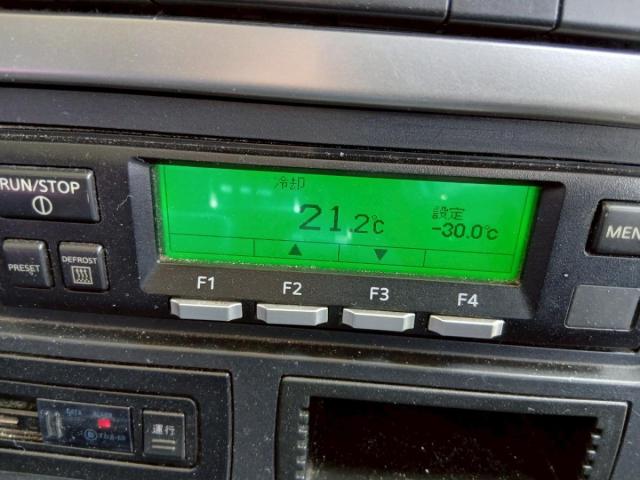 RUN/STOP
冷却
21.2℃
設定
-30.0℃
▲ ▼
PRESET
DEFROST
F1 F2 F3 F4
運行